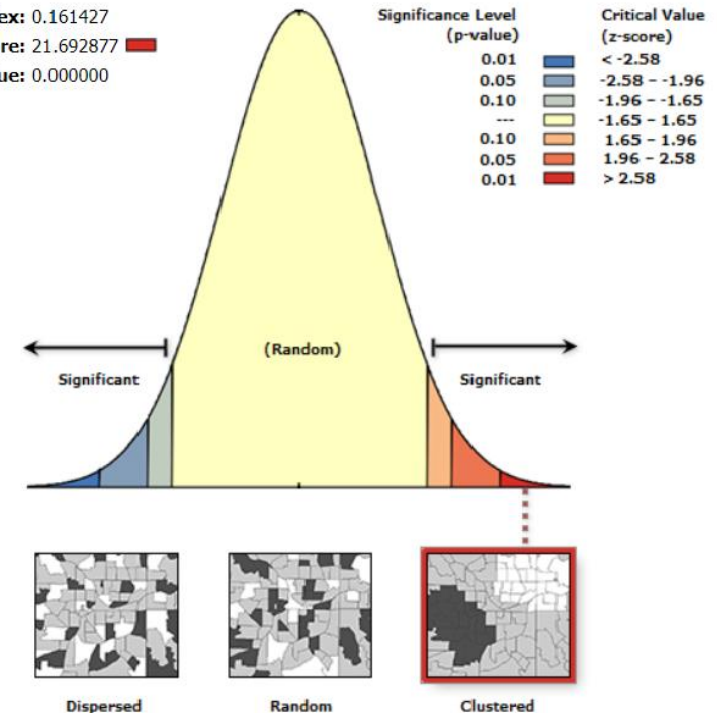 ex: 0.161427
re: 21.692877
ue: 0.000000
Significance Level
(p-value)
Critical Value
(z-score)
0.01 < -2.58
0.05 -2.58 - -1.96
0.10 -1.96 - -1.65
--- -1.65 - 1.65
0.10 1.65 - 1.96
0.05 1.96 - 2.58
0.01 > 2.58
(Random)
Significant
Significant
Dispersed
Random
Clustered